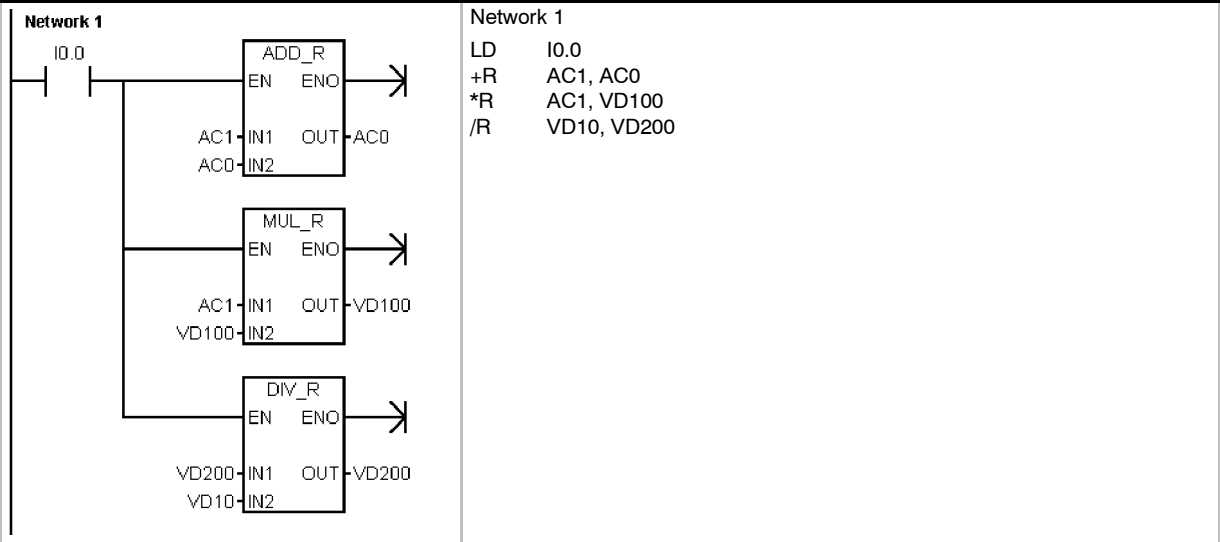 Network 1
I0.0
ADD_R
EN ENO
AC1 IN1 OUT AC0
AC0 IN2
MUL_R
EN ENO
AC1 IN1 OUT VD100
VD100 IN2
DIV_R
EN ENO
VD200 IN1 OUT VD200
VD10 IN2
Network 1
LD I0.0
+R AC1, AC0
*R AC1, VD100
/R VD10, VD200